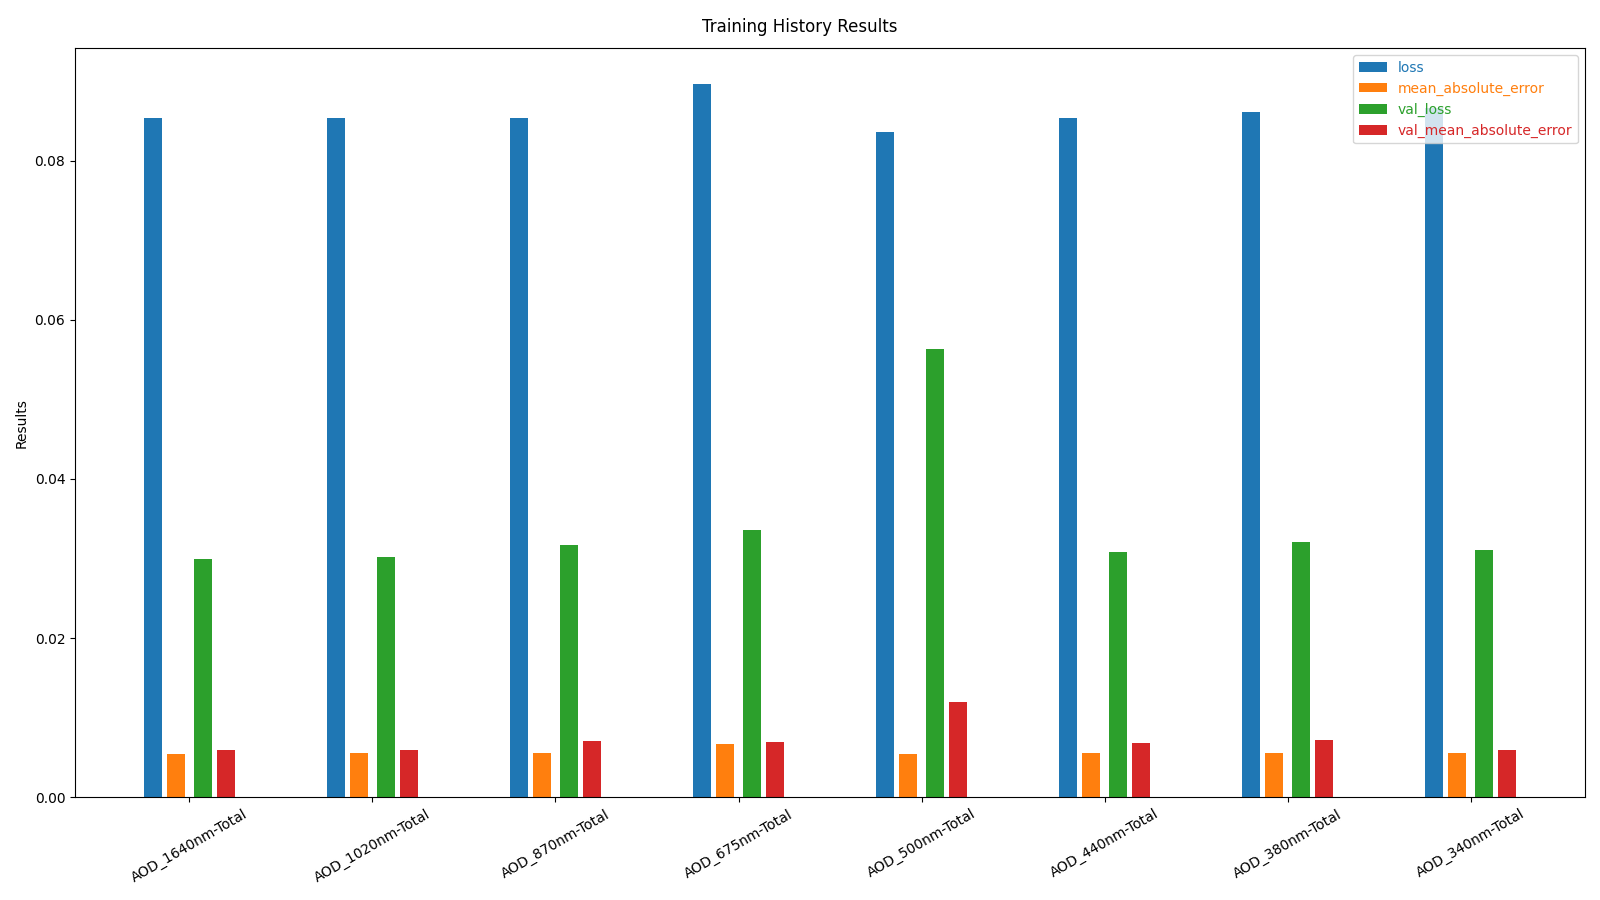 Training History Results
loss
mean_absolute_error
val_loss
val_mean_absolute_error
0.08
0.06
0.04
0.02
0.00
Results
AOD_1640nm-Total
AOD_1020nm-Total
AOD_870nm-Total
AOD_675nm-Total
AOD_500nm-Total
AOD_440nm-Total
AOD_380nm-Total
AOD_340nm-Total